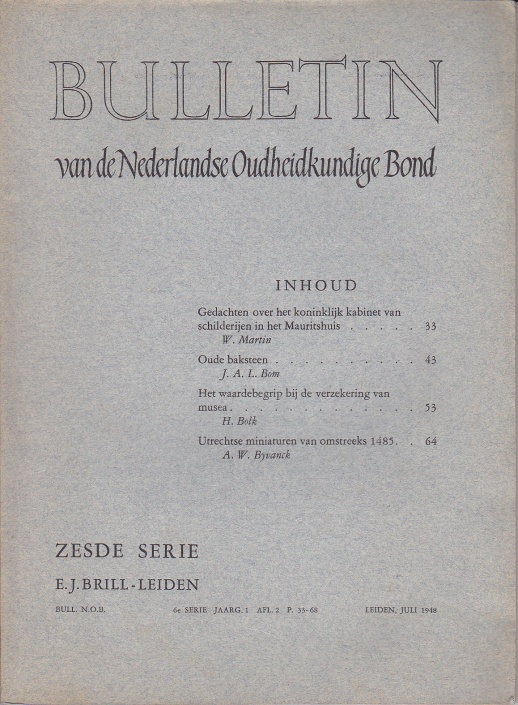 BULLETIN
van de Nederlandse Oudheidkundige Bond
INHOUD
Gedachten over het koninklijk kabinet van
schilderijen in het Mauritshuis . . . . . 33
W. Martin
Oude baksteen . . . . . . . . . . . 43
J. A. L. Bom
Het waardebegrip bij de verzekering van
musea. . . . . . . . . . . . . . 53
H. Bolk
Utrechtse miniaturen van omstreeks 1485. . 64
A. W. Byvanck
ZESDE SERIE
E. J. BRILL - LEIDEN
BULL. N.O.B. 6e SERIE JAARG. 1 AFL. 2 P. 33-68 LEIDEN, JULI 1948